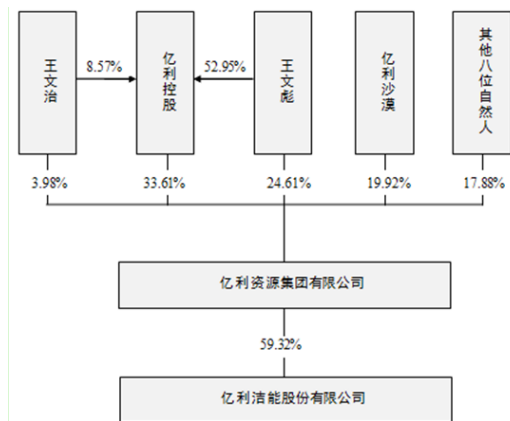 王文治
8.57%
亿利控股
52.95%
王文彪
亿利沙漠
其他八位自然人
3.98%
33.61%
24.61%
19.92%
17.88%
亿利资源集团有限公司
59.32%
亿利洁能股份有限公司